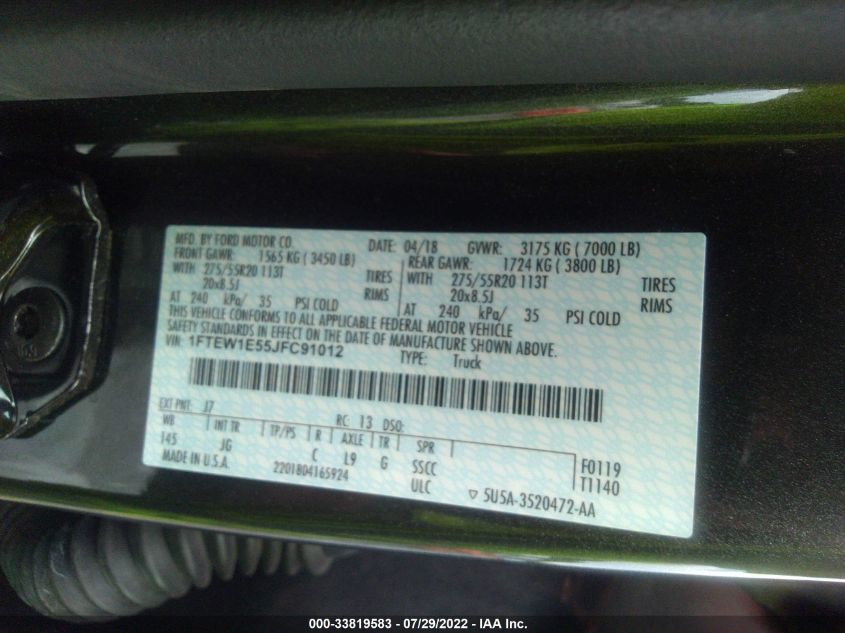 MFD. BY FORD MOTOR CO.
DATE: 04/18 GVWR: 3175 KG ( 7000 LB)
FRONT GAWR: 1565 KG ( 3450 LB)
WITH 275/55R20 113T TIRES
20x8.5J RIMS
AT 240 kPa/ 35 PSI COLD
REAR GAWR: 1724 KG ( 3800 LB)
WITH 275/55R20 113T TIRES
20x8.5J RIMS
AT 240 kPa/ 35 PSI COLD
THIS VEHICLE CONFORMS TO ALL APPLICABLE FEDERAL MOTOR VEHICLE
SAFETY STANDARDS IN EFFECT ON THE DATE OF MANUFACTURE SHOWN ABOVE.
VIN: 1FTEW1E55JFC91012
TYPE: Truck
EXT PNT: J7 RC: 13 DSO:
WB INT TR TP/PS R AXLE TR SPR
145 JG C L9 G SSCC
ULC
F0119
T1140
MADE IN U.S.A. 2201804165924
▽ 5U5A-3520472-AA
000-33819583 / 07/29/2022 - IAA Inc.